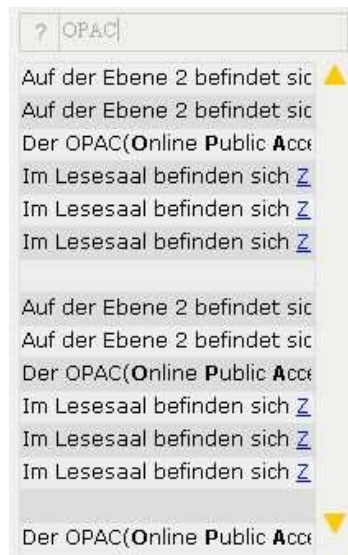 ? OPAC
Auf der Ebene 2 befindet sic
Auf der Ebene 2 befindet sic
Der OPAC(Online Public Acce
Im Lesesaal befinden sich Z
Im Lesesaal befinden sich Z
Im Lesesaal befinden sich Z
Auf der Ebene 2 befindet sic
Auf der Ebene 2 befindet sic
Der OPAC(Online Public Acce
Im Lesesaal befinden sich Z
Im Lesesaal befinden sich Z
Im Lesesaal befinden sich Z
Der OPAC(Online Public Acce